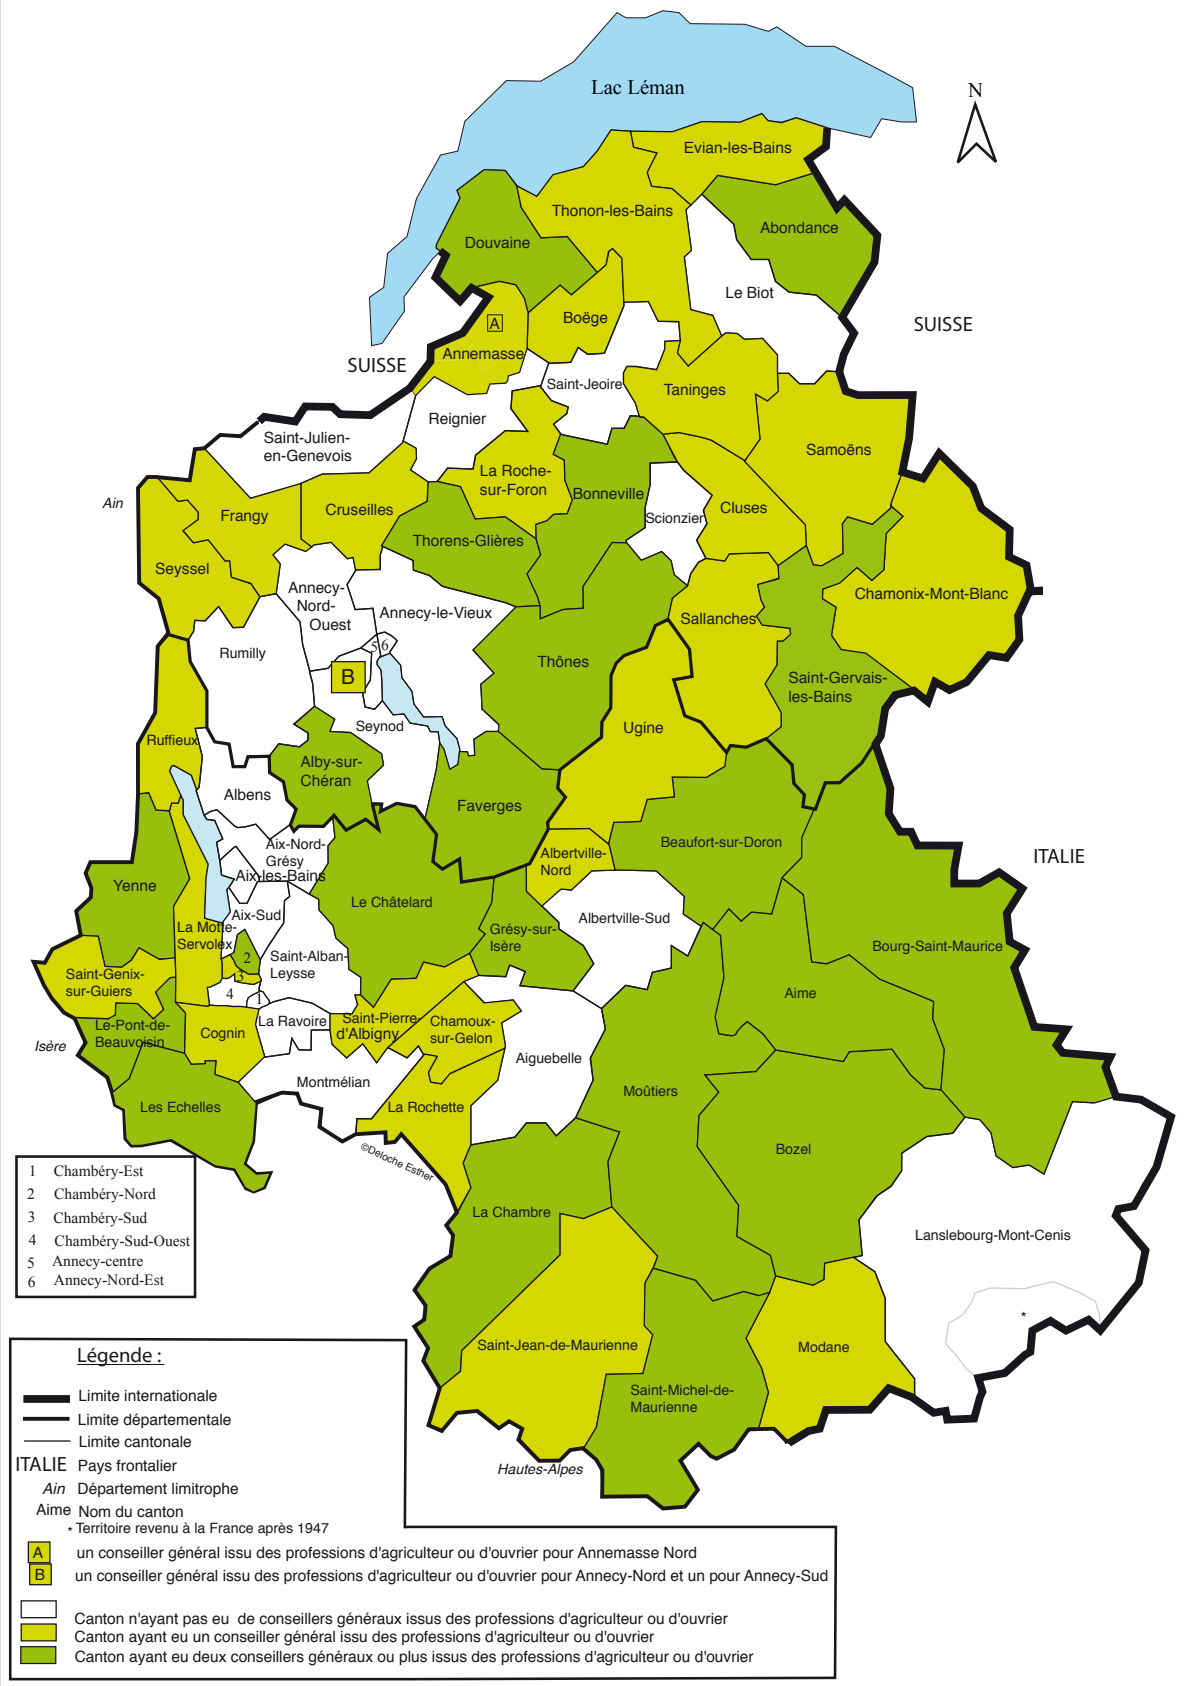 Lac Léman
N
Evian-les-Bains
Thonon-les-Bains
Abondance
Douvaine
Le Biot
SUISSE
A
Boëge
Annemasse
SUISSE
Saint-Jeoire
Taninges
Reignier
Saint-Julien-
en-Genevois
Samoëns
La Roche-
sur-Foron
Bonneville
Ain
Cruseilles
Cluses
Frangy
Scionzier
Thorens-Glières
Seyssel
Annecy-
Nord-
Ouest
Chamonix-Mont-Blanc
Annecy-le-Vieux
Sallanches
5
6
Rumilly
Thônes
B
Saint-Gervais-
les-Bains
Seynod
Ugine
Ruffieux
Alby-sur-
Chéran
Albens
Faverges
Beaufort-sur-Doron
Aix-Nord-
Grésy
Albertville-
Nord
ITALIE
Aix-les-Bains
Yenne
Le Châtelard
Aix-Sud
Albertville-Sud
La Motte-
Servolex
Grésy-sur-
Isère
Bourg-Saint-Maurice
2
Saint-Alban-
Leysse
Saint-Genix-
sur-Guiers
3
4
1
Aime
La Ravoire
Saint-Pierre
d'Albigny
Chamoux-
sur-Gelon
Le-Pont-de-
Beauvoisin
Cognin
Isère
Aiguebelle
Montmélian
Moûtiers
Les Echelles
La Rochette
Bozel
©Deloche Esther
1 Chambéry-Est
2 Chambéry-Nord
3 Chambéry-Sud
4 Chambéry-Sud-Ouest
5 Annecy-centre
6 Annecy-Nord-Est
La Chambre
Lanslebourg-Mont-Cenis
*
Saint-Jean-de-Maurienne
Modane
Saint-Michel-de-
Maurienne
Hautes-Alpes
Légende :
Limite internationale
Limite départementale
Limite cantonale
ITALIE Pays frontalier
Ain Département limitrophe
Aime Nom du canton
* Territoire revenu à la France après 1947
A un conseiller général issu des professions d'agriculteur ou d'ouvrier pour Annemasse Nord
B un conseiller général issu des professions d'agriculteur ou d'ouvrier pour Annecy-Nord et un pour Annecy-Sud
Canton n'ayant pas eu de conseillers généraux issus des professions d'agriculteur ou d'ouvrier
Canton ayant eu un conseiller général issu des professions d'agriculteur ou d'ouvrier
Canton ayant eu deux conseillers généraux ou plus issus des professions d'agriculteur ou d'ouvrier